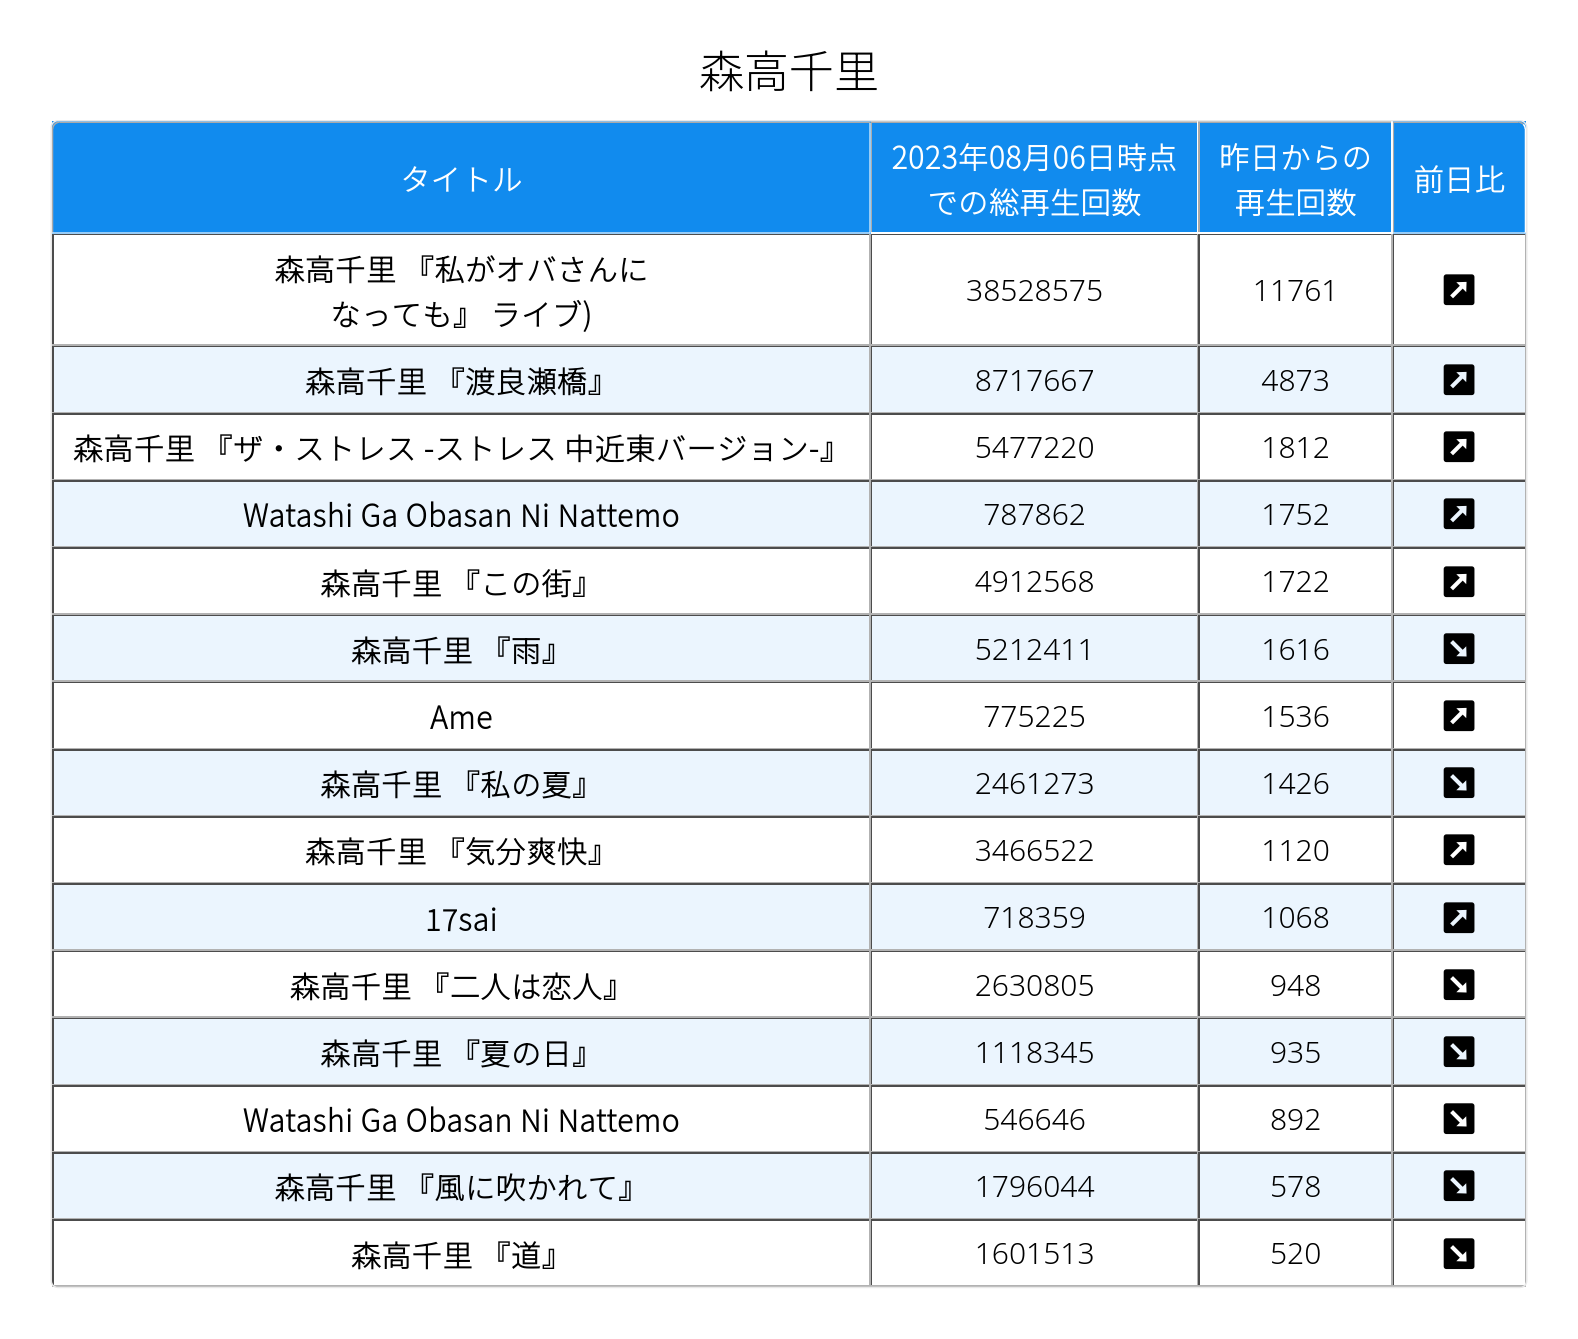 森高千里
タイトル 2023年08月06日時点での総再生回数 昨日からの再生回数 前日比
森高千里 『私がオバさんになっても』 ライブ) 38528575 11761 ↗
森高千里 『渡良瀬橋』 8717667 4873 ↗
森高千里 『ザ・ストレス -ストレス 中近東バージョン-』 5477220 1812 ↗
Watashi Ga Obasan Ni Nattemo 787862 1752 ↗
森高千里 『この街』 4912568 1722 ↗
森高千里 『雨』 5212411 1616 ↘
Ame 775225 1536 ↗
森高千里 『私の夏』 2461273 1426 ↘
森高千里 『気分爽快』 3466522 1120 ↗
17sai 718359 1068 ↗
森高千里 『二人は恋人』 2630805 948 ↘
森高千里 『夏の日』 1118345 935 ↘
Watashi Ga Obasan Ni Nattemo 546646 892 ↘
森高千里 『風に吹かれて』 1796044 578 ↘
森高千里 『道』 1601513 520 ↘